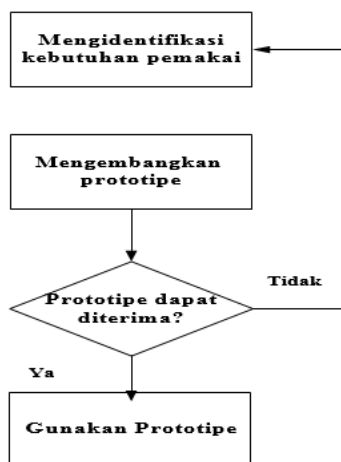 Mengidentifikasi
kebutuhan pemakai
Mengembangkan
prototipe
Prototipe dapat
diterima?
Tidak
Ya
Gunakan Prototipe